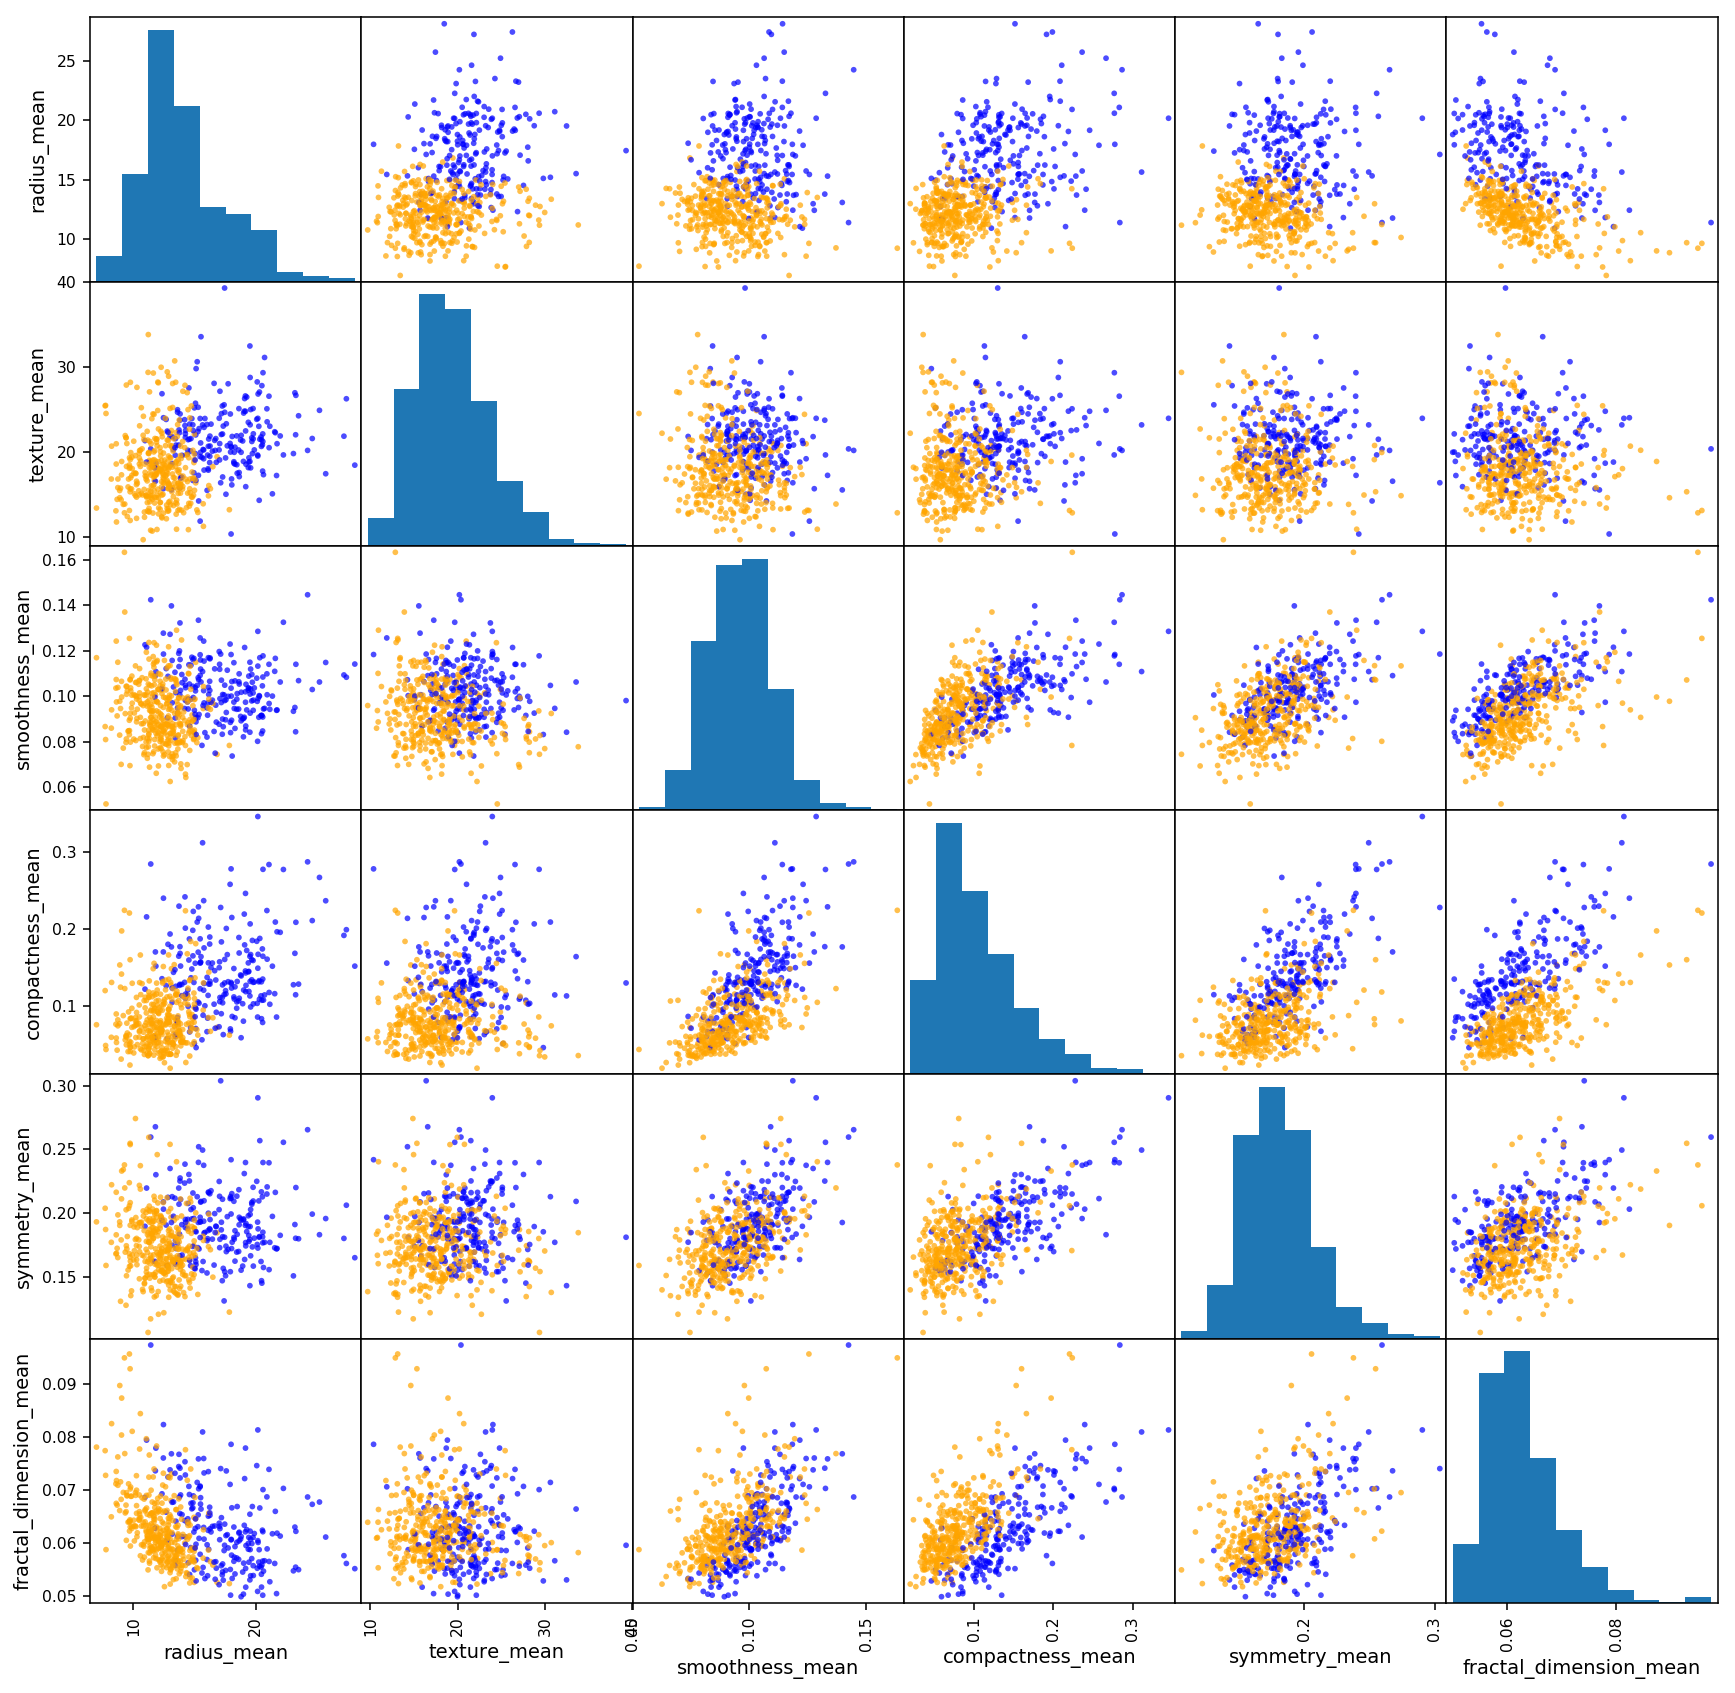 radius_mean
25
20
15
10
texture_mean
40
30
20
10
smoothness_mean
0.16
0.14
0.12
0.10
0.08
0.06
compactness_mean
0.3
0.2
0.1
symmetry_mean
0.30
0.25
0.20
0.15
fractal_dimension_mean
0.09
0.08
0.07
0.06
0.05
10 20
radius_mean
10 20 30 40
texture_mean
0.05 0.10 0.15
smoothness_mean
0.1 0.2 0.3
compactness_mean
0.2 0.3
symmetry_mean
0.06 0.08
fractal_dimension_mean